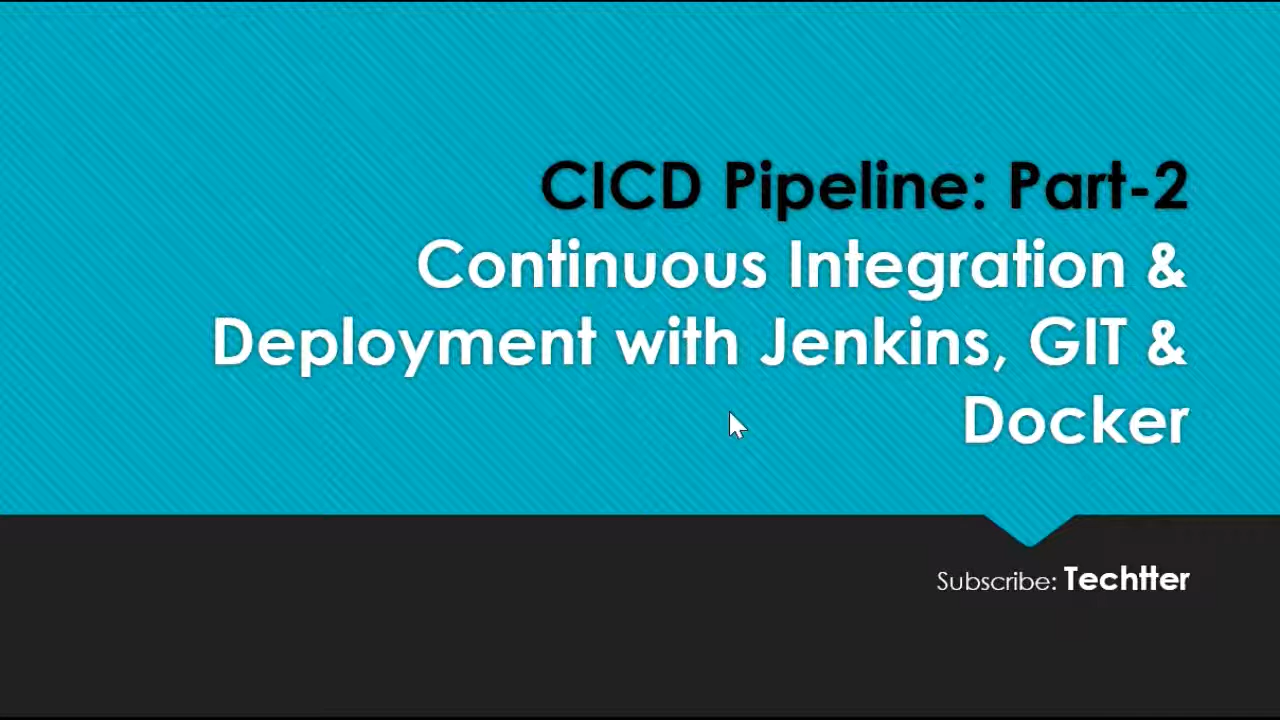 CICD Pipeline: Part-2
Continuous Integration &
Deployment with Jenkins, GIT &
Docker
Subscribe: Techtter